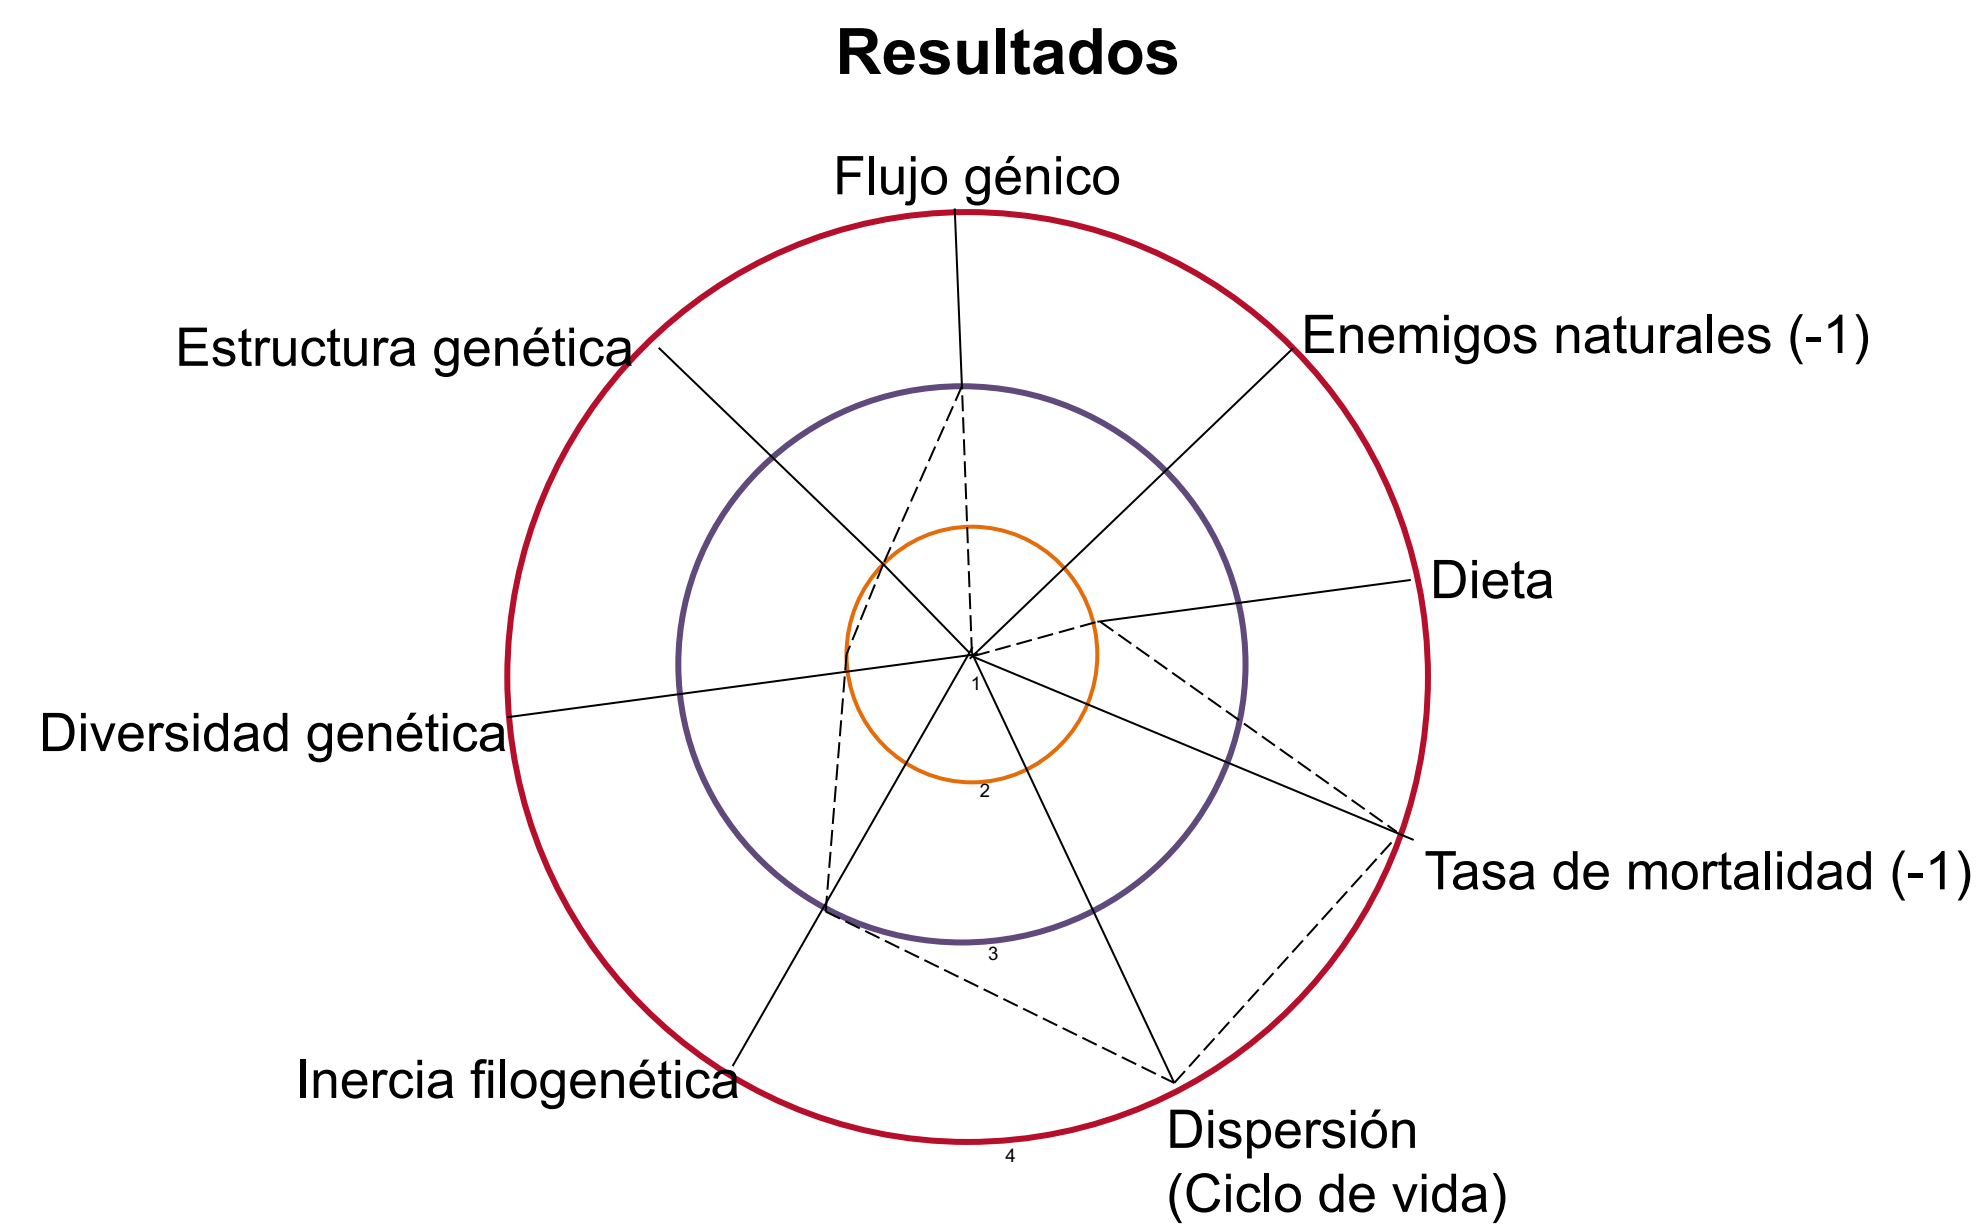 Resultados
Flujo génico
Enemigos naturales (-1)
Estructura genética
Dieta
1
Diversidad genética
2
Tasa de mortalidad (-1)
3
Inercia filogenética
Dispersión
(Ciclo de vida)
4